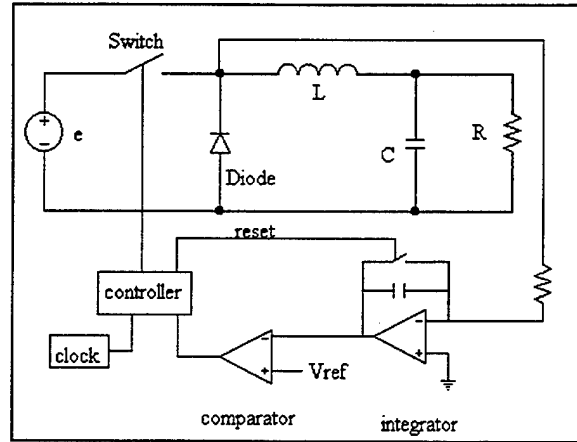 Switch
+
−
e
L
C
R
Diode
reset
controller
clock
−
+
Vref
−
+
comparator
integrator